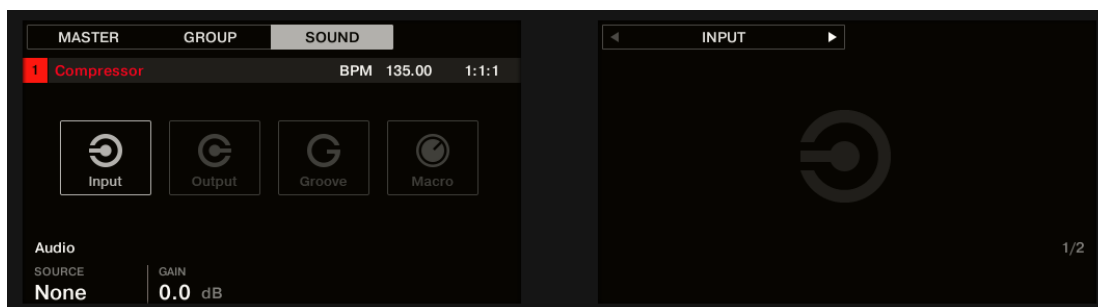 MASTER GROUP SOUND
1 Compressor BPM 135.00 1:1:1
Input Output Groove Macro
Audio
SOURCE GAIN
None 0.0 dB
INPUT
1/2